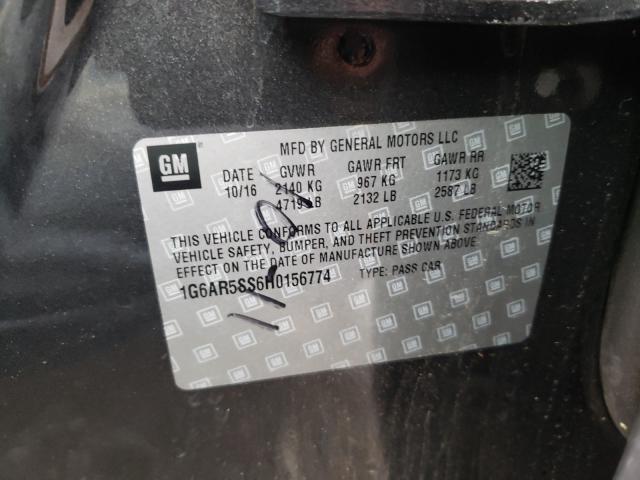 GM
MFD BY GENERAL MOTORS LLC
DATE GVWR GAWR FRT GAWR RR
10/16 2140 KG 967 KG 1173 KG
4719 LB 2132 LB 2587 LB
THIS VEHICLE CONFORMS TO ALL APPLICABLE U.S. FEDERAL MOTOR
VEHICLE SAFETY, BUMPER, AND THEFT PREVENTION STANDARDS IN
EFFECT ON THE DATE OF MANUFACTURE SHOWN ABOVE.
1G6AR5SS6H0156774 TYPE: PASS CAR